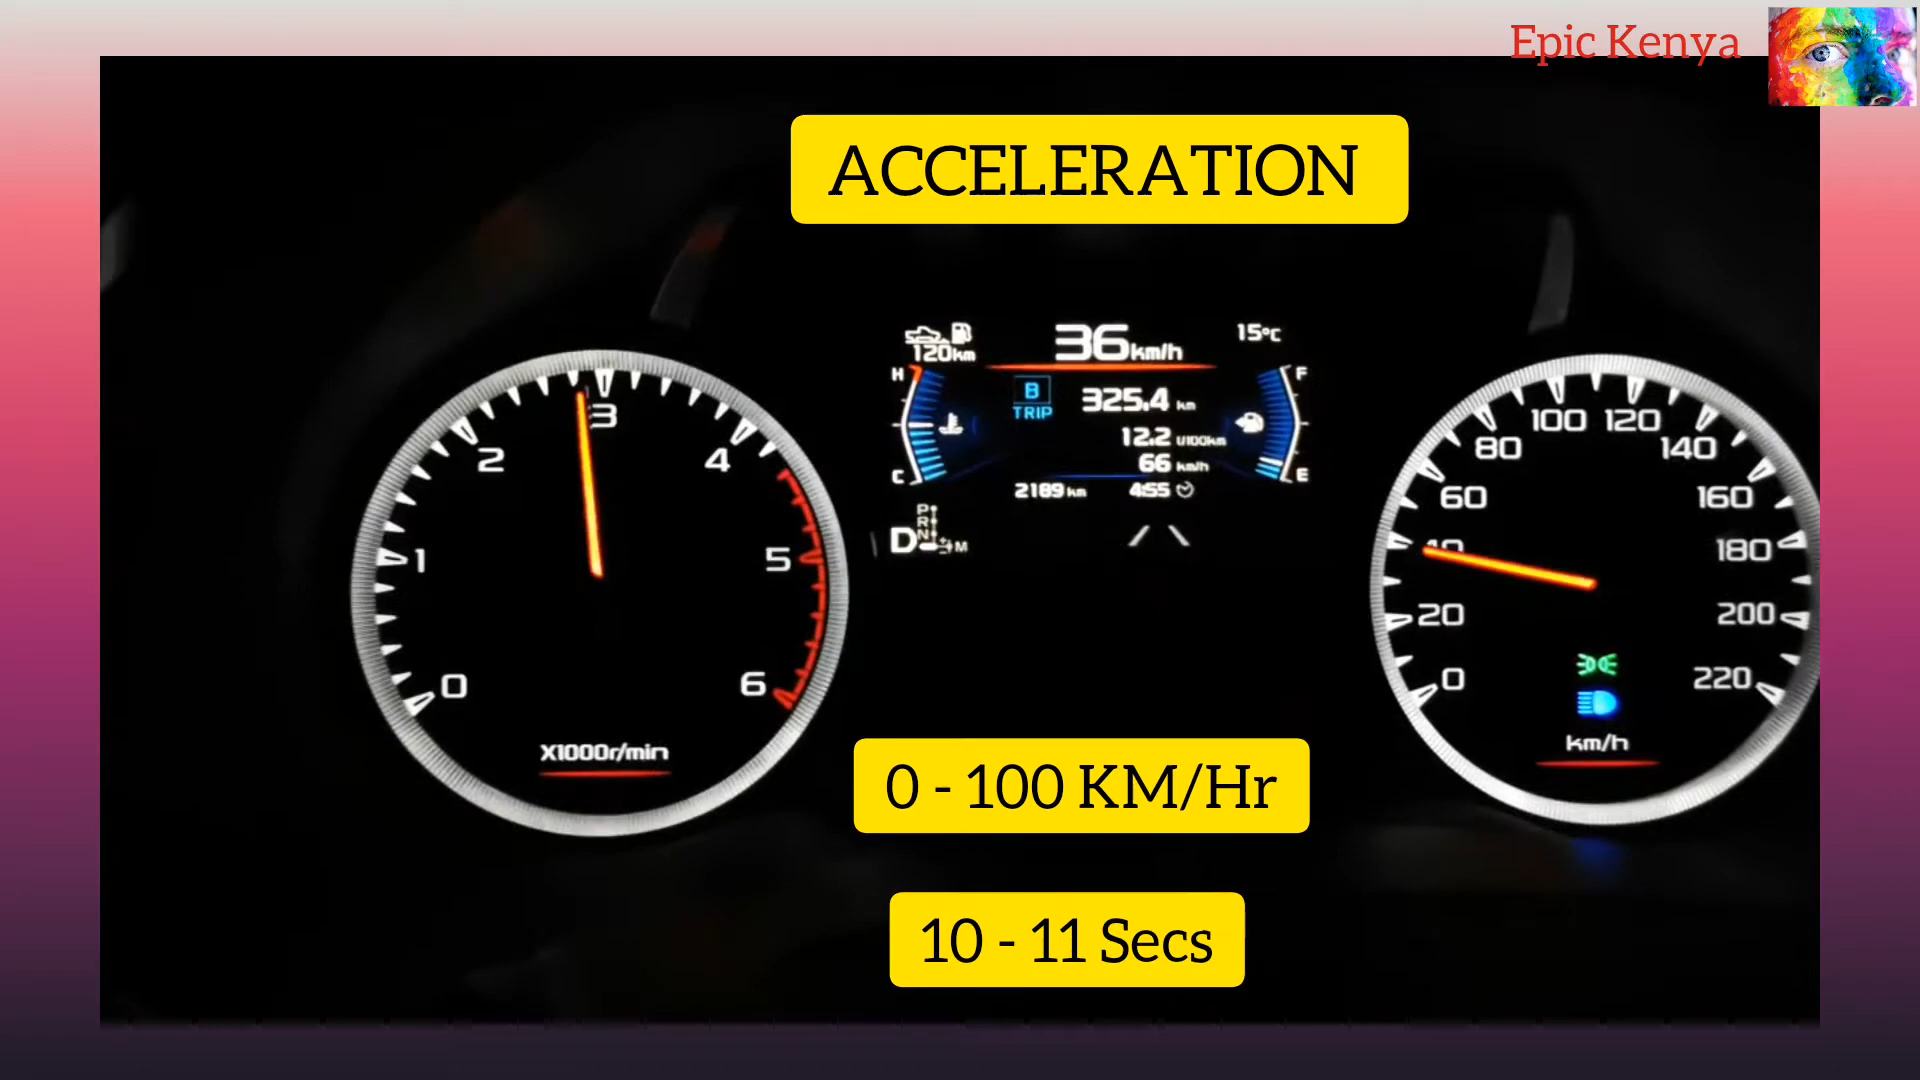 Epic Kenya
ACCELERATION
36km/h
15°C
120km
H
F
B
TRIP
325.4 km
12.2 L/100km
66 km/h
C
E
2189 km
4:55
P
R
N
D
+
- M
0
1
2
3
4
5
6
X1000r/min
0
20
40
60
80
100
120
140
160
180
200
220
km/h
0 - 100 KM/Hr
10 - 11 Secs